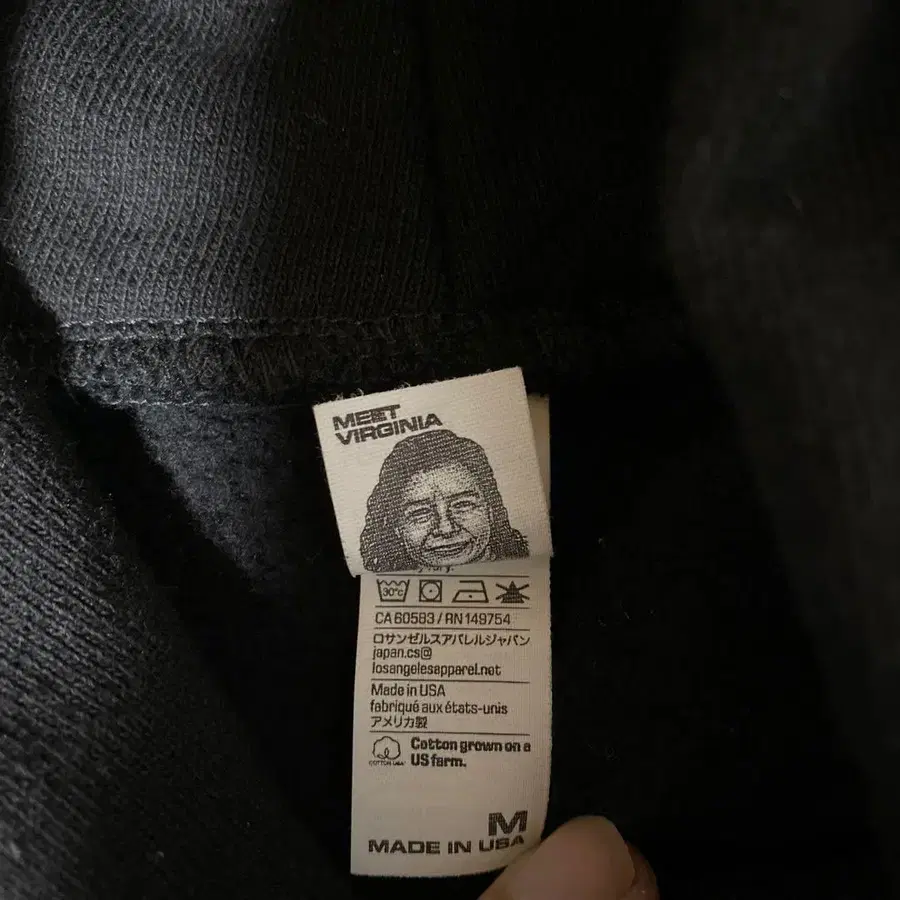 MEET
VIRGINIA
30°c
CA 60583 / RN 149754
ロサンゼルスアパレルジャパン
japan.cs@
losangelesapparel.net
Made in USA
fabriqué aux états-unis
アメリカ製
COTTON USA
Cotton grown on a
US farm.
M
MADE IN USA